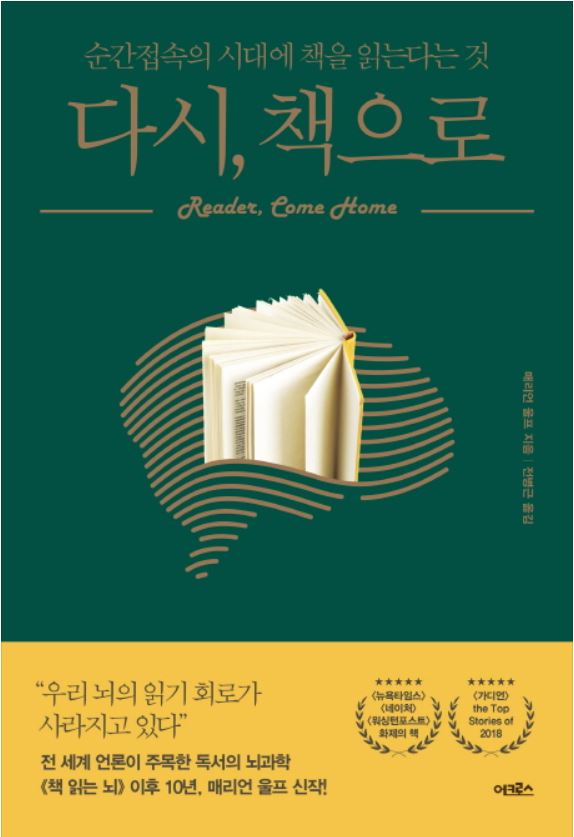 순간접속의 시대에 책을 읽는다는 것
다시, 책으로
Reader, Come Home
매리언 울프 지음 | 전병근 옮김
“우리 뇌의 읽기 회로가
사라지고 있다”
전 세계 언론이 주목한 독서의 뇌과학
《책 읽는 뇌》 이후 10년, 매리언 울프 신작!
★★★★★
〈뉴욕타임스〉
〈네이처〉
〈워싱턴포스트〉
화제의 책
★★★★★
〈가디언〉
the Top
Stories of
2018
어크로스